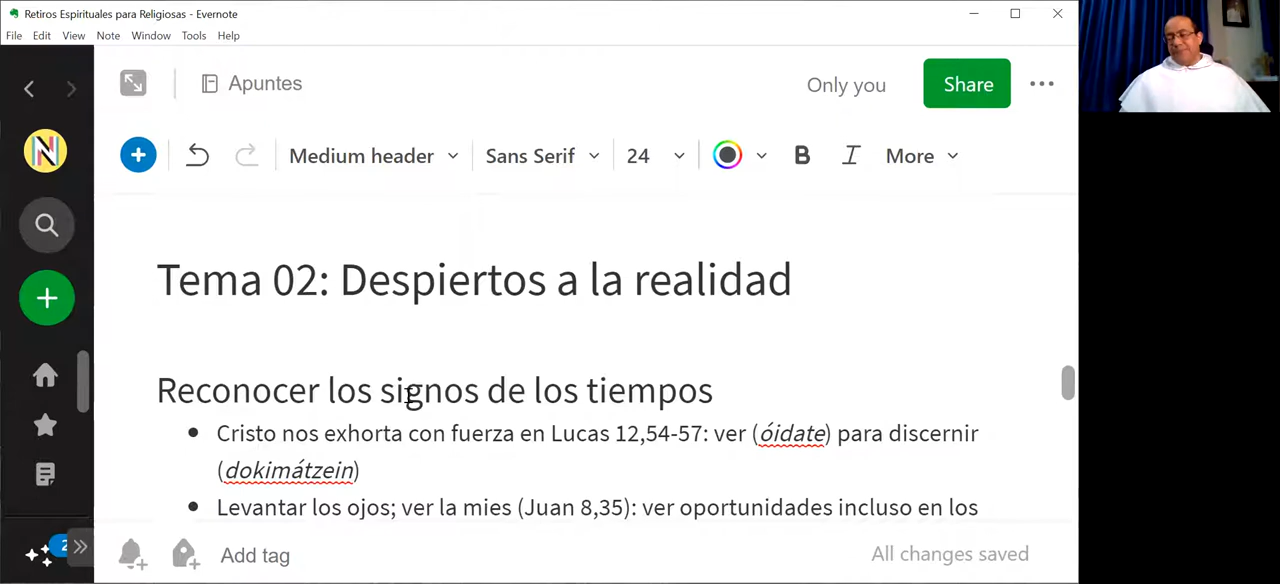 Retiros Espirituales para Religiosas - Evernote
File Edit View Note Window Tools Help
Apuntes
Only you
Share
Medium header
Sans Serif
24
B
I
More
Tema 02: Despiertos a la realidad
Reconocer los signos de los tiempos
Cristo nos exhorta con fuerza en Lucas 12,54-57: ver (óidate) para discernir
(dokimátzein)
Levantar los ojos; ver la mies (Juan 8,35): ver oportunidades incluso en los
2
Add tag
All changes saved